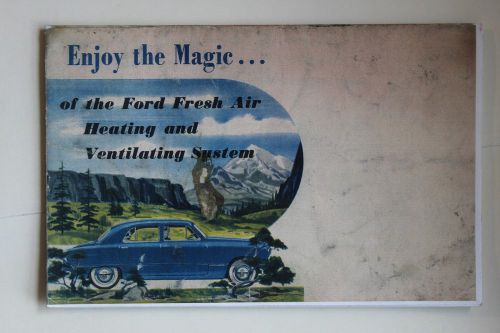 Enjoy the Magic...
of the Ford Fresh Air
Heating and
Ventilating System